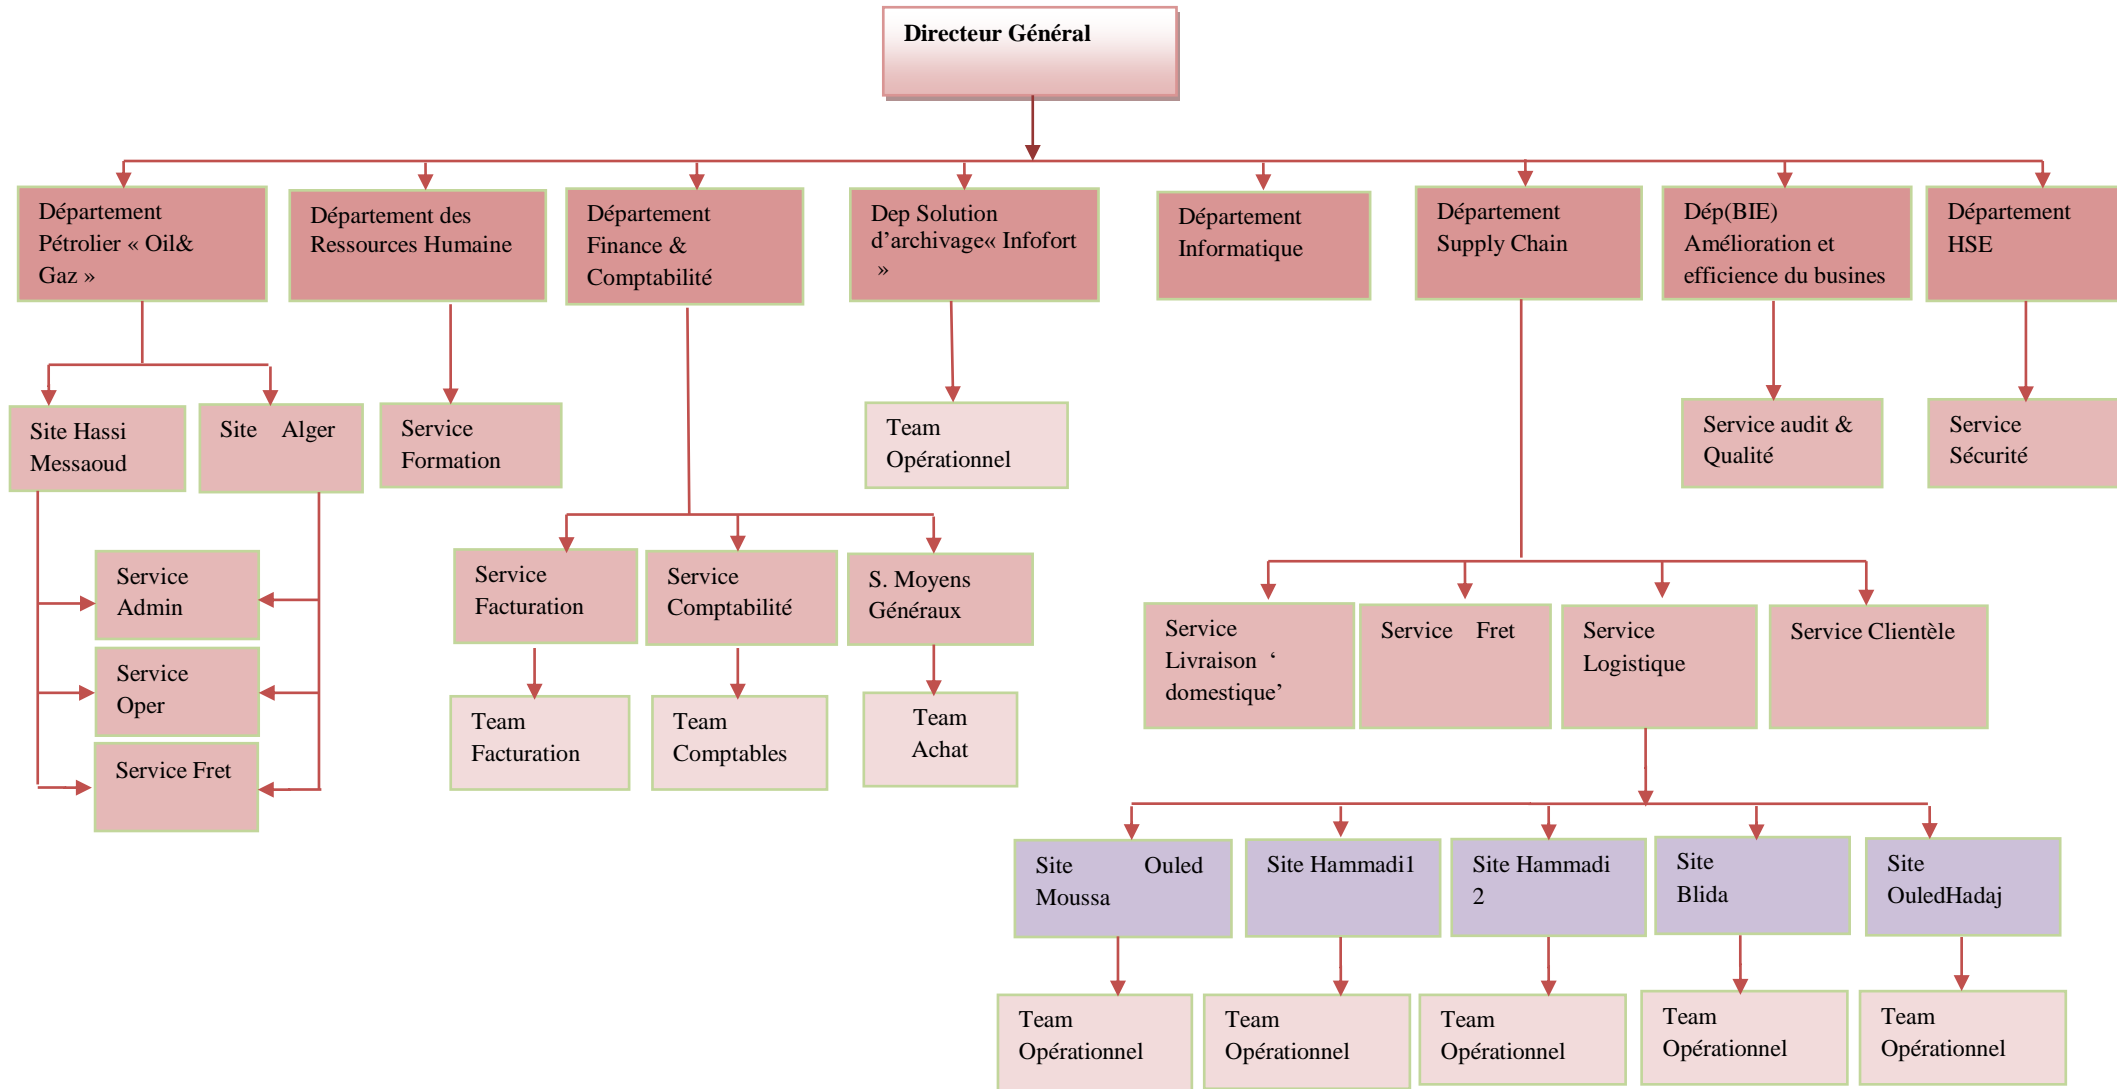 Directeur Général
Département
Pétrolier « Oil&
Gaz »
Département des
Ressources Humaine
Département
Finance &
Comptabilité
Dep Solution
d’archivage« Infofort
»
Département
Informatique
Département
Supply Chain
Dép(BIE)
Amélioration et
efficience du busines
Département
HSE
Site Hassi
Messaoud
Site Alger
Service
Formation
Team
Opérationnel
Service audit &
Qualité
Service
Sécurité
Service
Admin
Service
Oper
Service Fret
Service
Facturation
Service
Comptabilité
S. Moyens
Généraux
Team
Facturation
Team
Comptables
Team
Achat
Service
Livraison ‘
domestique’
Service Fret
Service
Logistique
Service Clientèle
Site Ouled
Moussa
Site Hammadi1
Site Hammadi
2
Site
Blida
Site
OuledHadaj
Team
Opérationnel
Team
Opérationnel
Team
Opérationnel
Team
Opérationnel
Team
Opérationnel